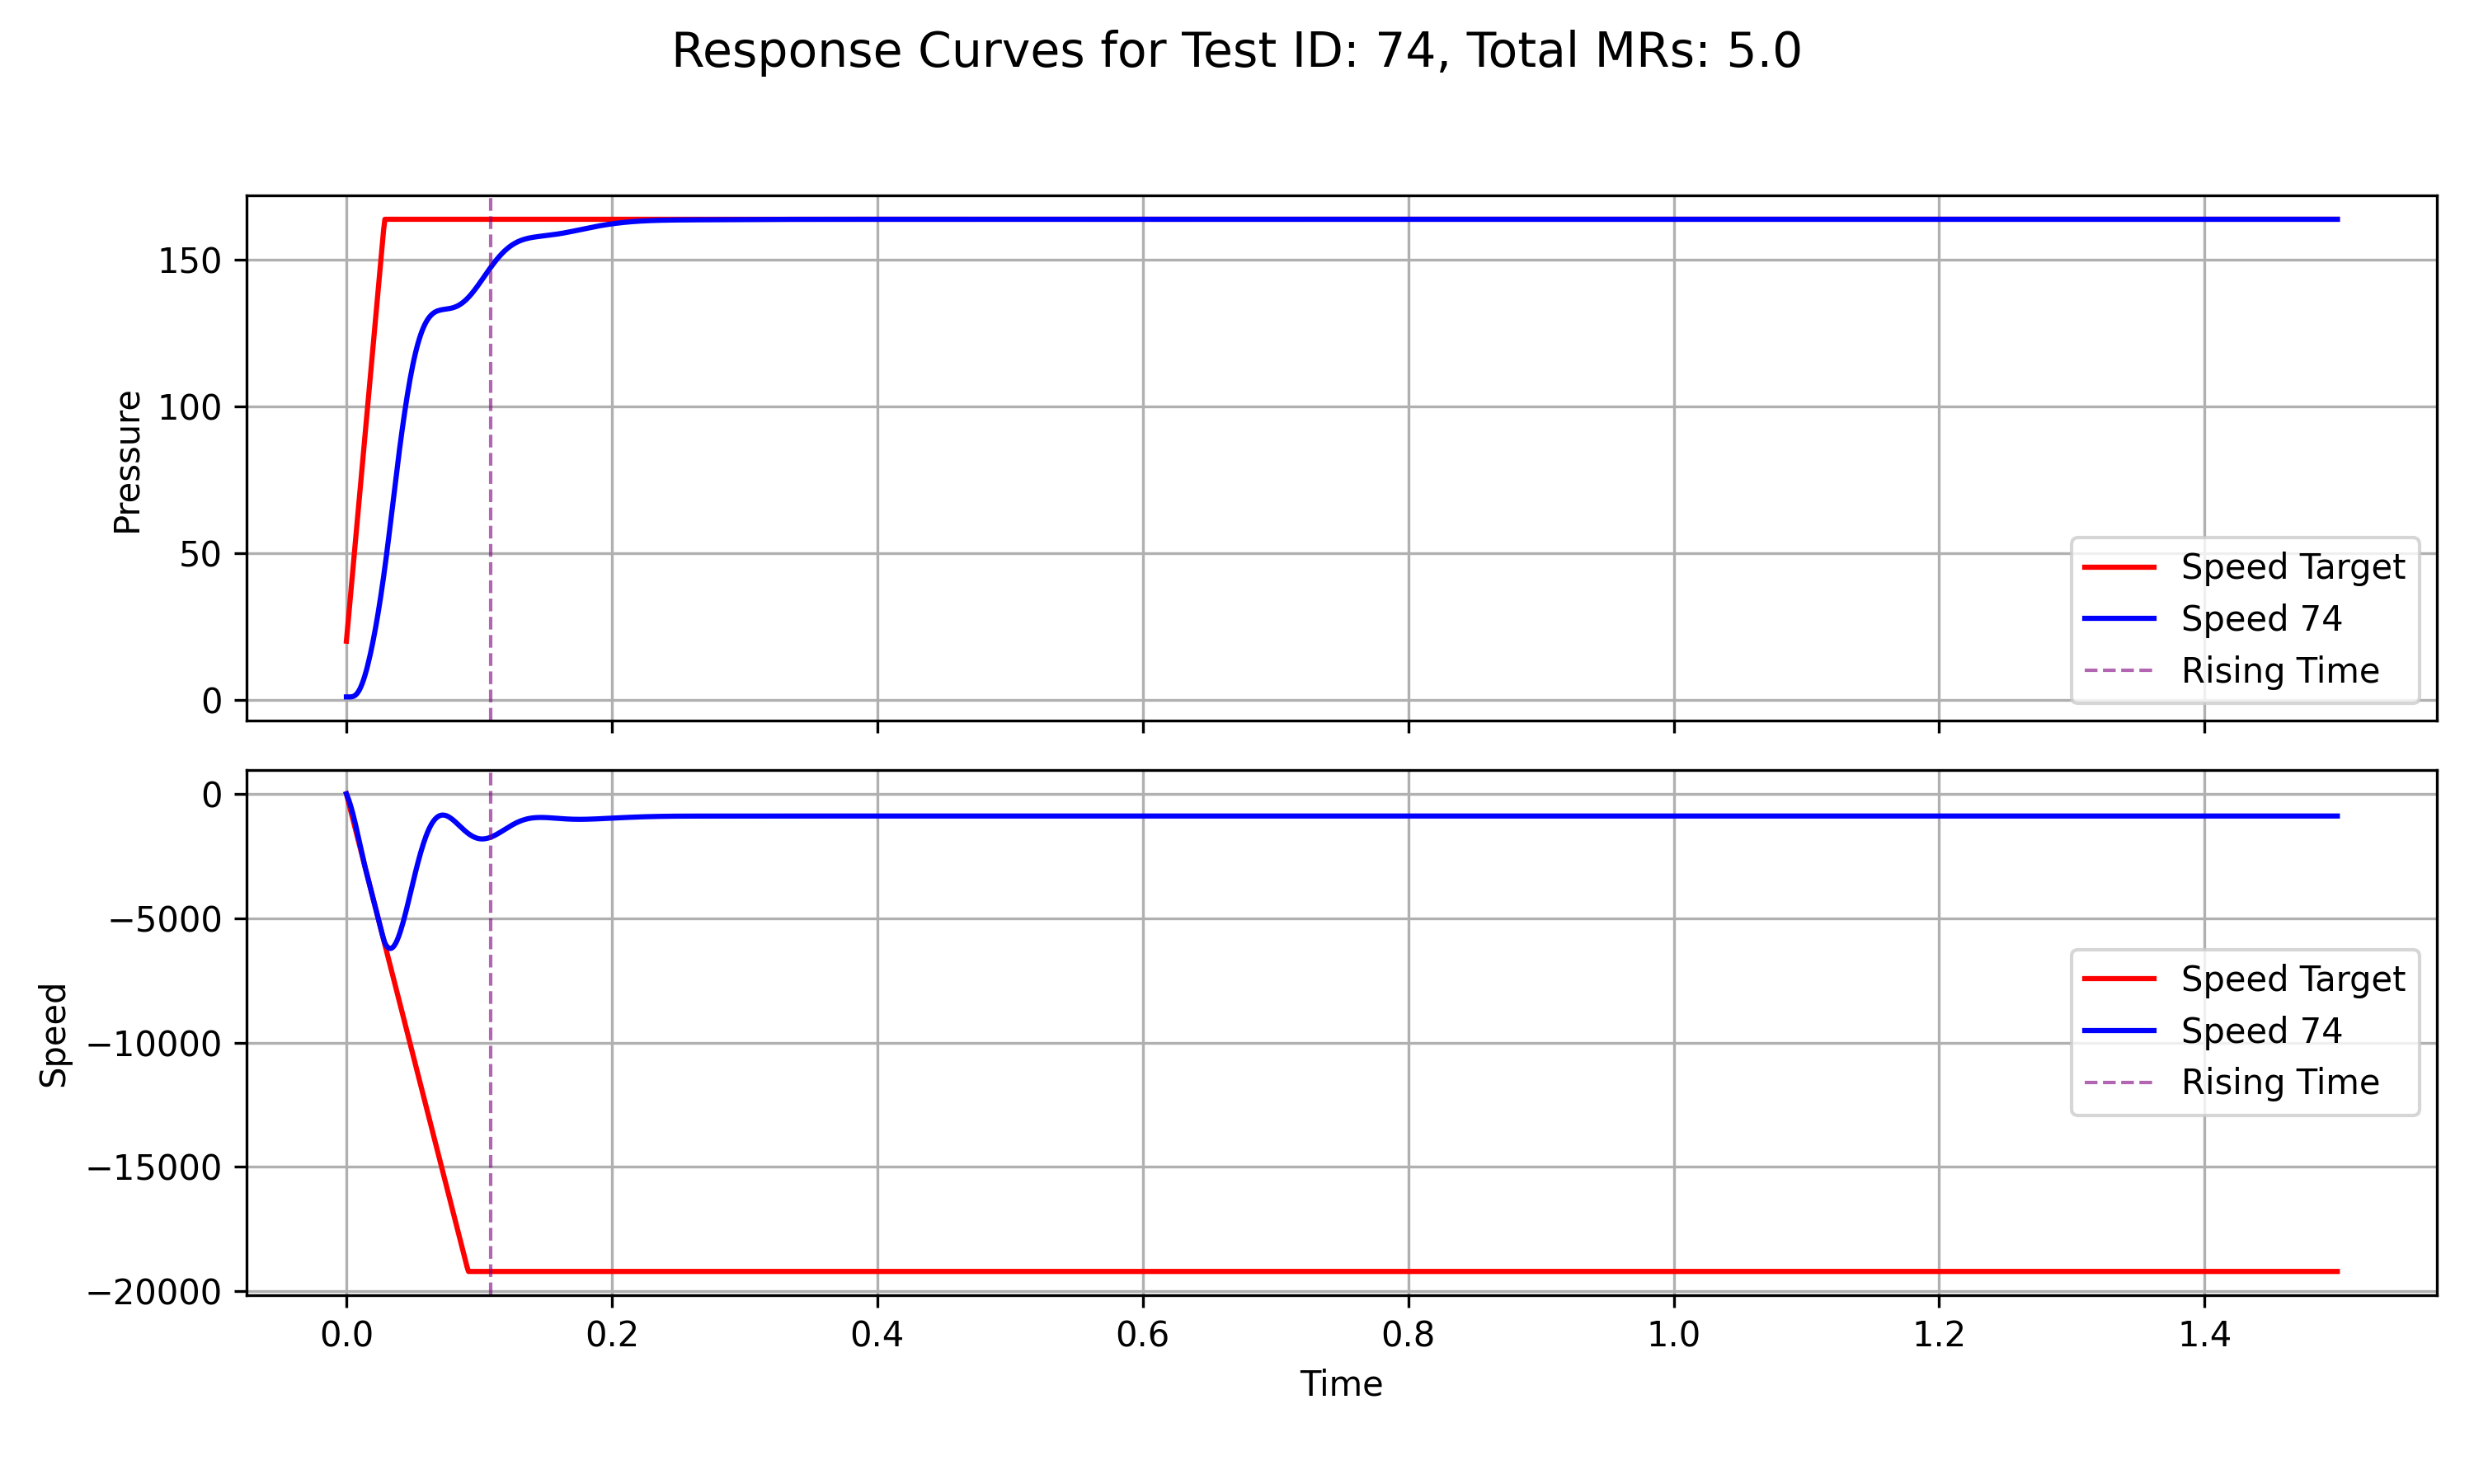 Response Curves for Test ID: 74, Total MRs: 5.0
150
100
50
0
Pressure
Speed Target
Speed 74
Rising Time
0
−5000
−10000
−15000
−20000
Speed
Speed Target
Speed 74
Rising Time
0.0 0.2 0.4 0.6 0.8 1.0 1.2 1.4
Time